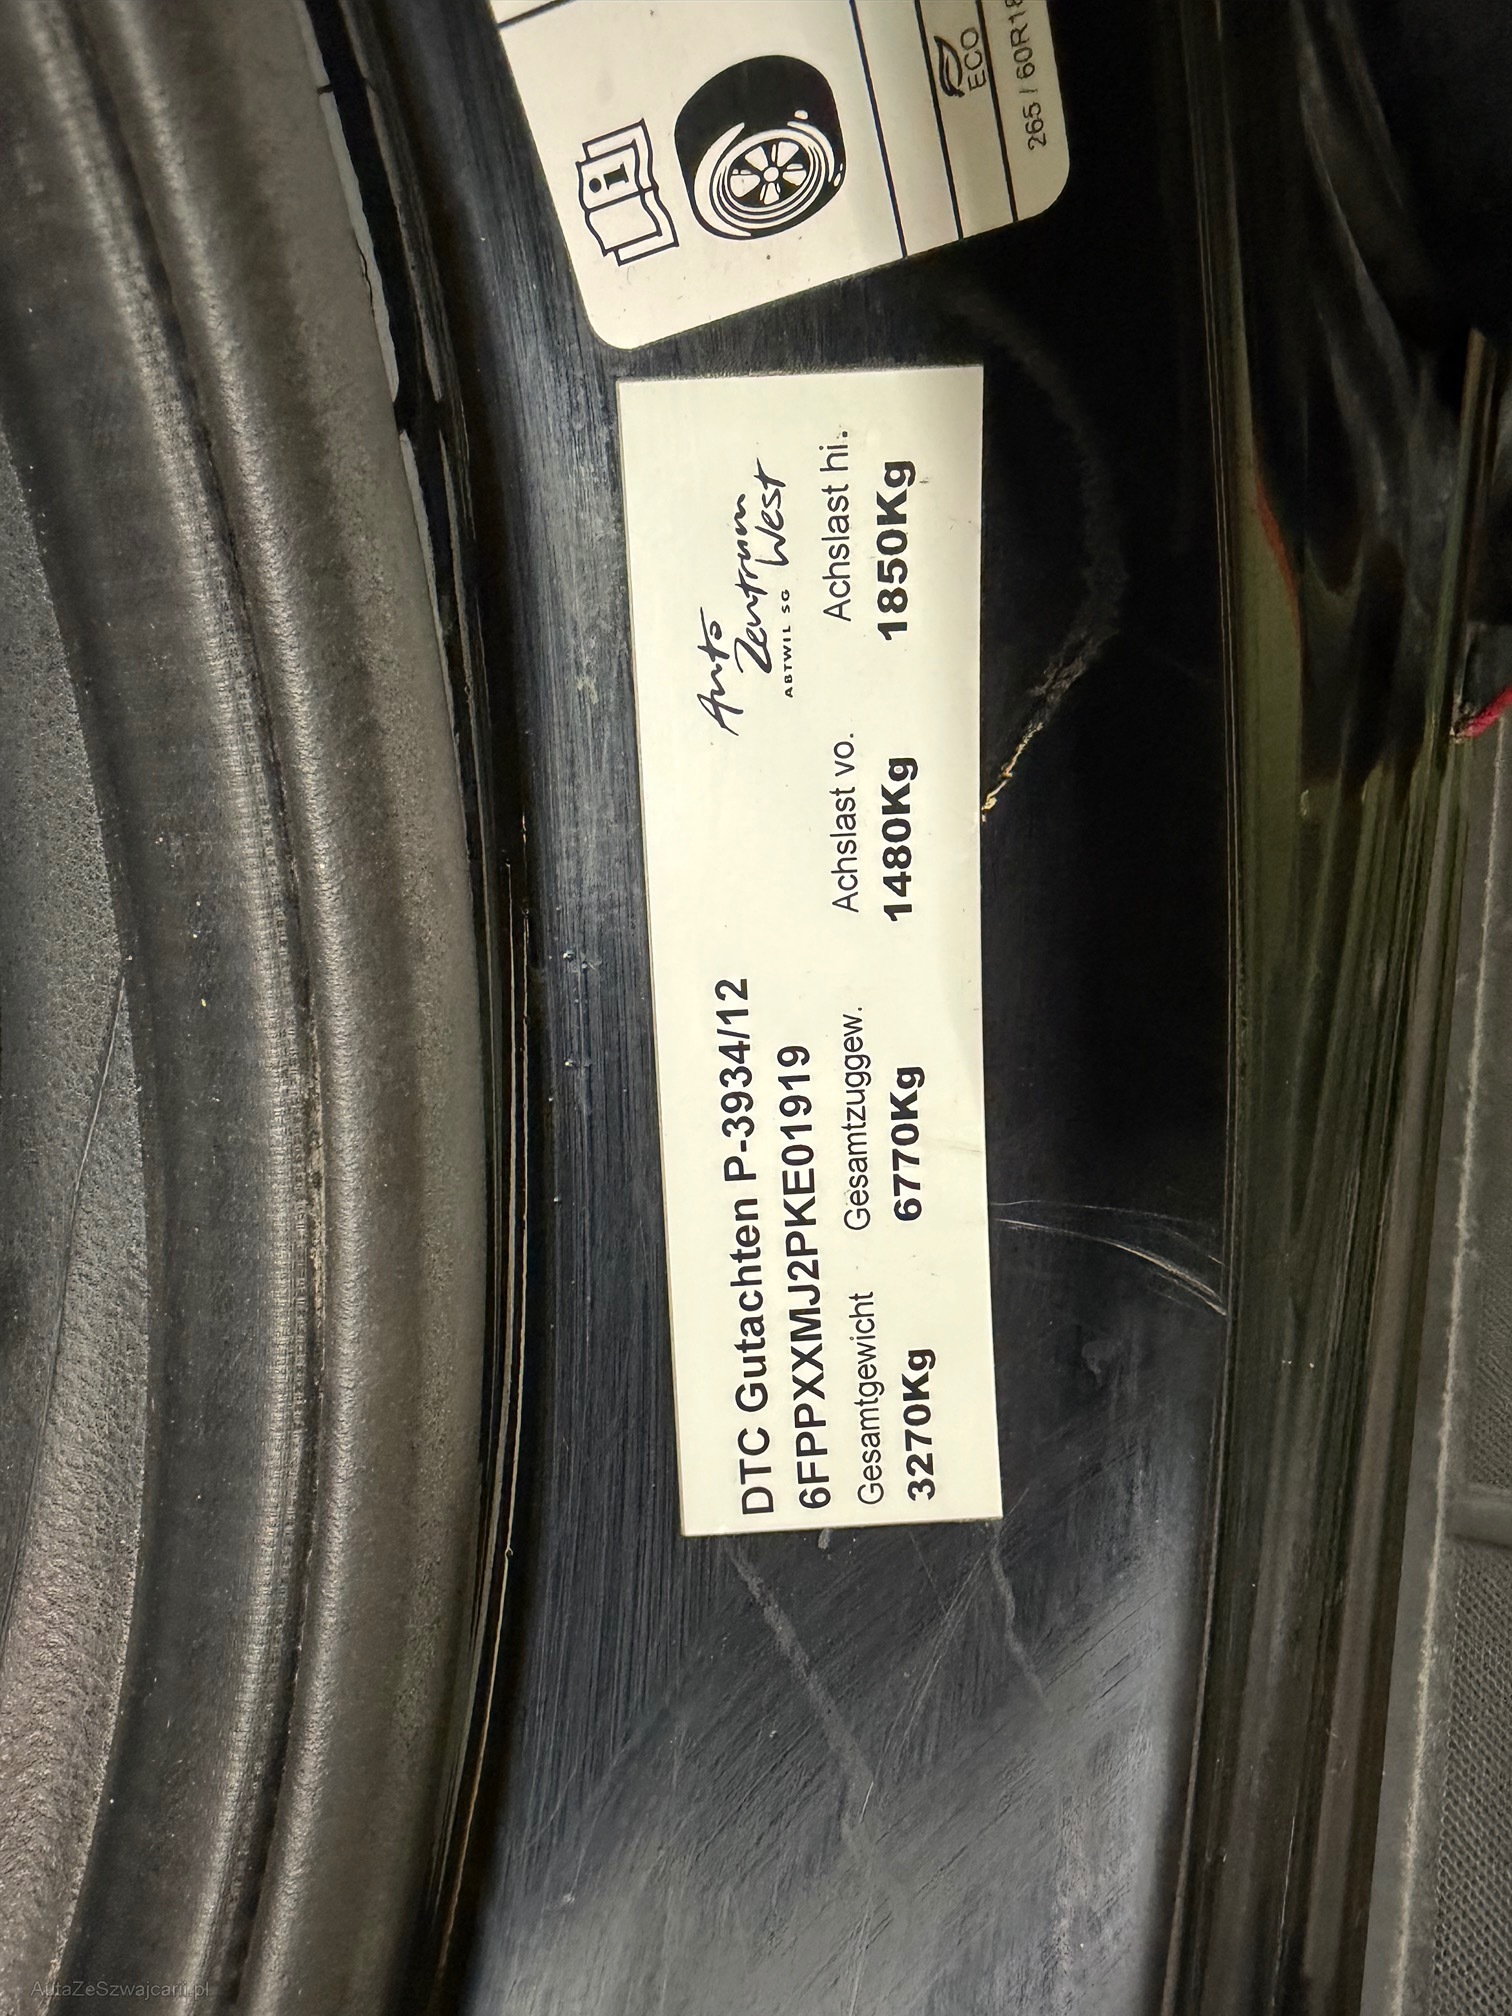 DTC Gutachten P-3934/12
6FPPXXMJ2PKE01919
Auto
Zentrum
West
ABTWIL SG
Gesamtgewicht Gesamtzuggew. Achslast vo. Achslast hi.
3270Kg 6770Kg 1480Kg 1850Kg
i
ECO
265 / 60R18
AutaZeSzwajcarii.pl